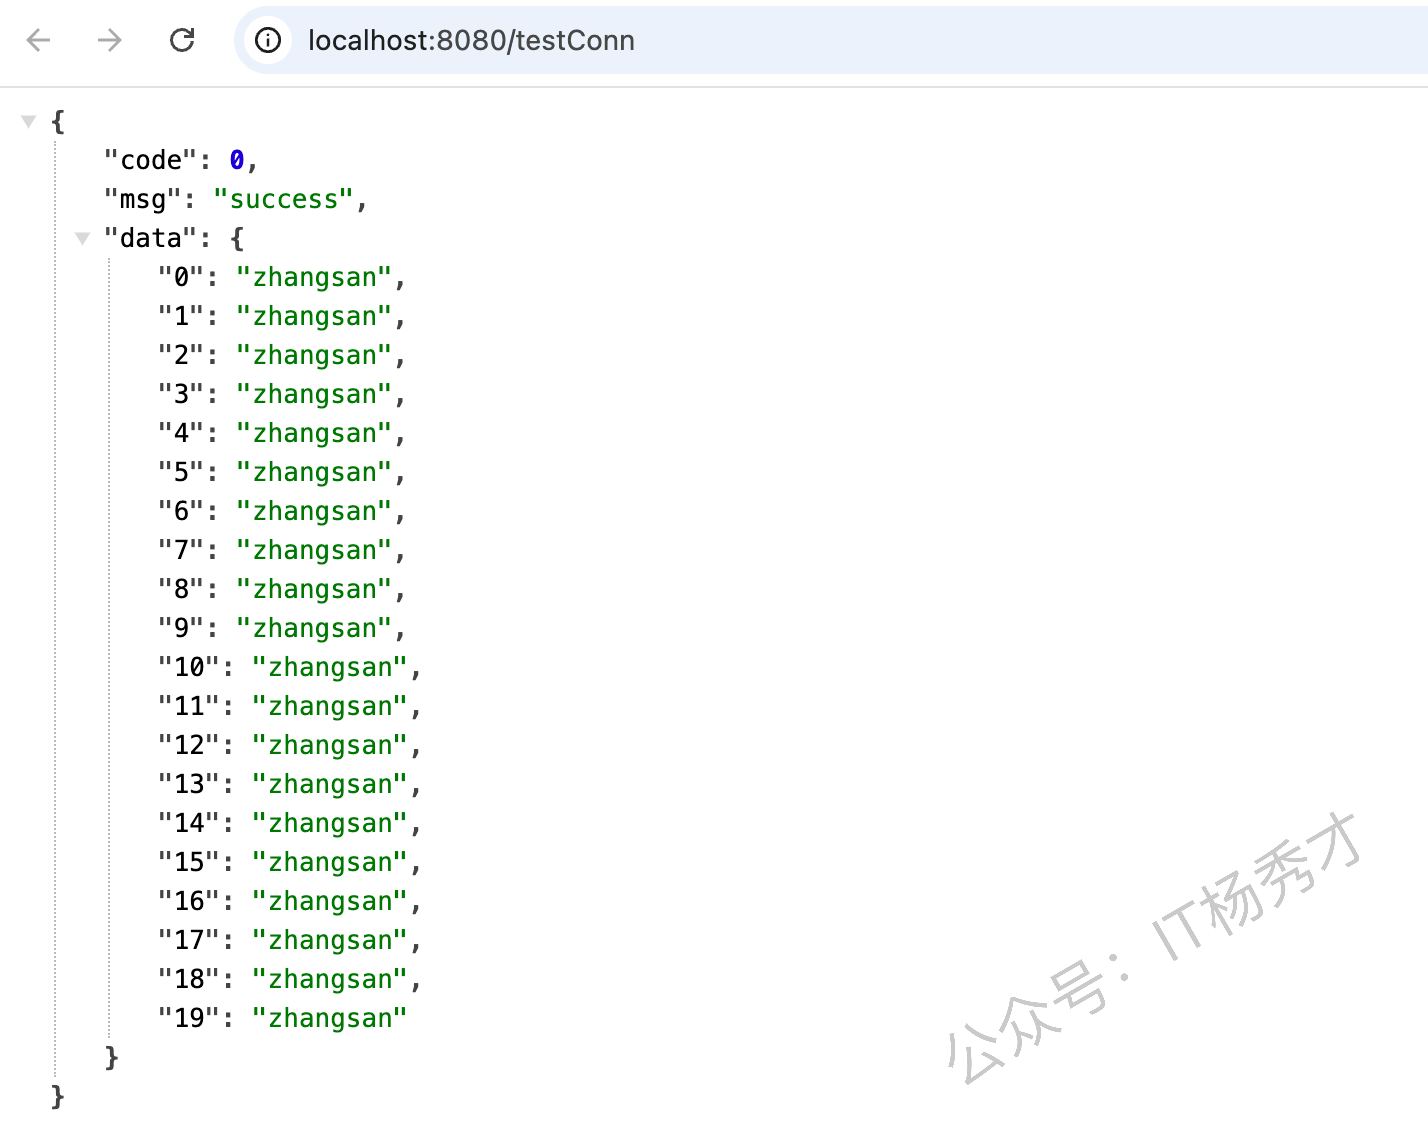 localhost:8080/testConn
{
"code": 0,
"msg": "success",
"data": {
"0": "zhangsan",
"1": "zhangsan",
"2": "zhangsan",
"3": "zhangsan",
"4": "zhangsan",
"5": "zhangsan",
"6": "zhangsan",
"7": "zhangsan",
"8": "zhangsan",
"9": "zhangsan",
"10": "zhangsan",
"11": "zhangsan",
"12": "zhangsan",
"13": "zhangsan",
"14": "zhangsan",
"15": "zhangsan",
"16": "zhangsan",
"17": "zhangsan",
"18": "zhangsan",
"19": "zhangsan"
}
}
公众号：IT杨秀才